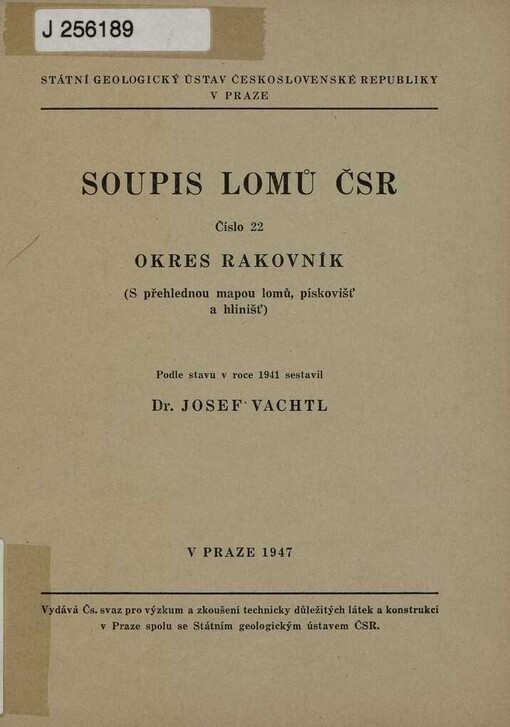 J 256189
STÁTNÍ GEOLOGICKÝ ÚSTAV ČESKOSLOVENSKÉ REPUBLIKY
V PRAZE
SOUPIS LOMŮ ČSR
Číslo 22
OKRES RAKOVNÍK
(S přehlednou mapou lomů, pískovišť
a hlinišť)
Podle stavu v roce 1941 sestavil
Dr. JOSEF VACHTL
V PRAZE 1947
Vydává Čs. svaz pro výzkum a zkoušení technicky důležitých látek a konstrukcí
v Praze spolu se Státním geologickým ústavem ČSR.